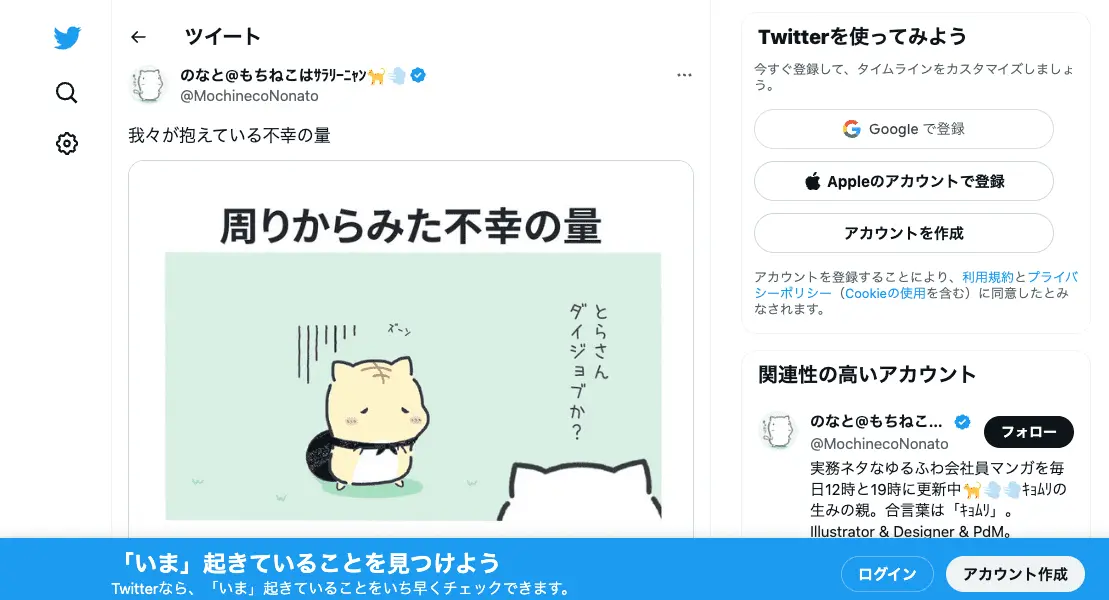 ツイート
のなと@もちねこはｻﾗﾘｰﾆｬﾝ🐈💨
@MochinecoNonato
我々が抱えている不幸の量
周りからみた不幸の量
ズーン
とらさん
ダイジョブか?
Twitterを使ってみよう
今すぐ登録して、タイムラインをカスタマイズしましょ
う。
Google で登録
Appleのアカウントで登録
アカウントを作成
アカウントを登録することにより、利用規約とプライバ
シーポリシー（Cookieの使用を含む）に同意したとみ
なされます。
関連性の高いアカウント
のなと@もちねこ...
@MochinecoNonato
フォロー
実務ネタなゆるふわ会社員マンガを毎
日12時と19時に更新中🐈💨💨ｷｮﾑﾘの
生みの親。合言葉は「ｷｮﾑﾘ」。
Illustrator & Designer & PdM。
「いま」起きていることを見つけよう
Twitterなら、「いま」起きていることをいち早くチェックできます。
ログイン
アカウント作成